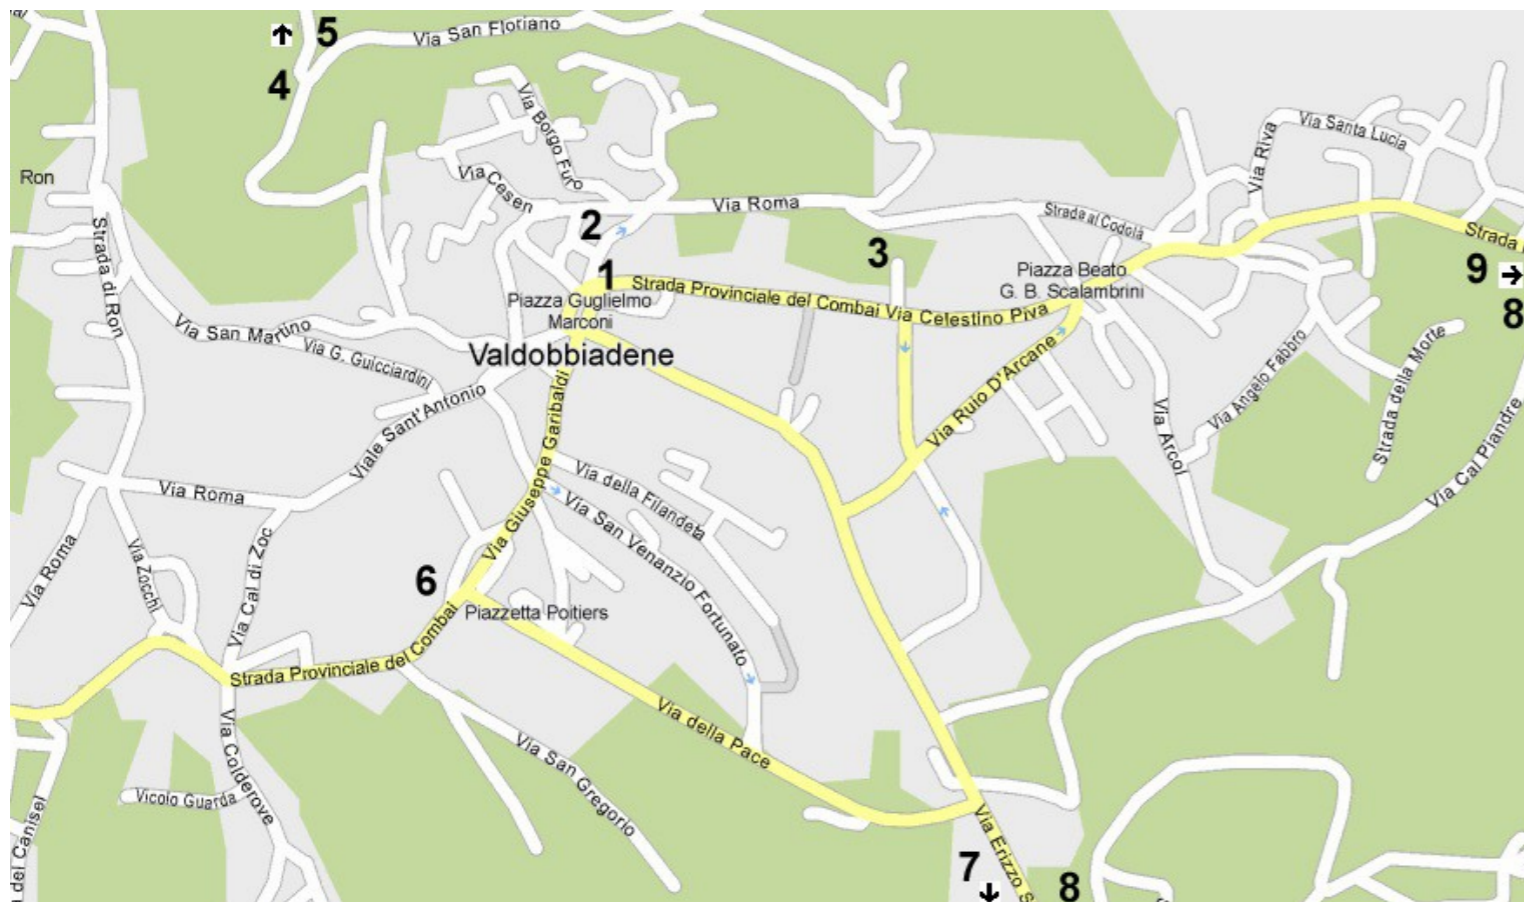 5
Via San Floriano
4
Via Borgo Furo
Via Santa Lucia
Via Riva
Ron
Via Cesen
Via Roma
2
Strada al Codolà
Strada di Ron
3
Strada
9
1
Piazza Beato
G. B. Scalambrini
Strada Provinciale del Combai Via Celestino Piva
Piazza Guglielmo
Marconi
8
Via San Martino
Via G. Guicciardini
Valdobbiadene
Via Ruio D'Arcane
Via Angelo Fabbro
Strada della Morte
Viale Sant'Antonio
Via Giuseppe Garibaldi
Via Arcol
Via Cal Piandre
Via Roma
Via della Filandeta
Via San Venanzio Fortunato
Via Roma
Via Zocchi
Via Cal di Zoc
6
Piazzetta Poitiers
Strada Provinciale del Combai
Via della Pace
Via Colderove
Via San Gregorio
Vicolo Guarda
dei Canisei
Via Erizzo S
7
8